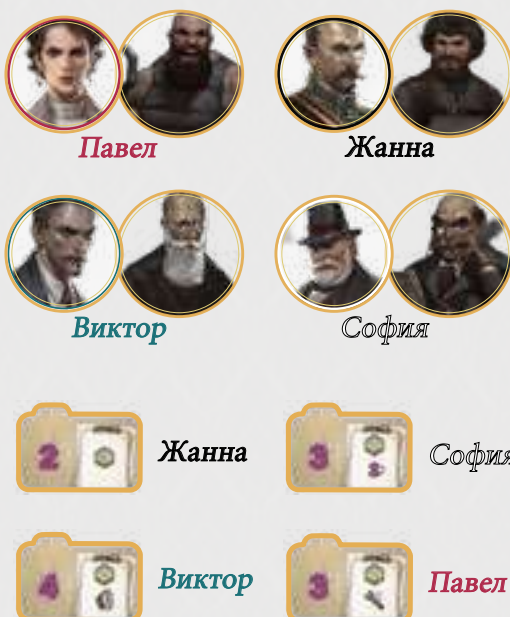 Павел
Жанна
Виктор
София
2
Жанна
3
София
4
Виктор
3
Павел